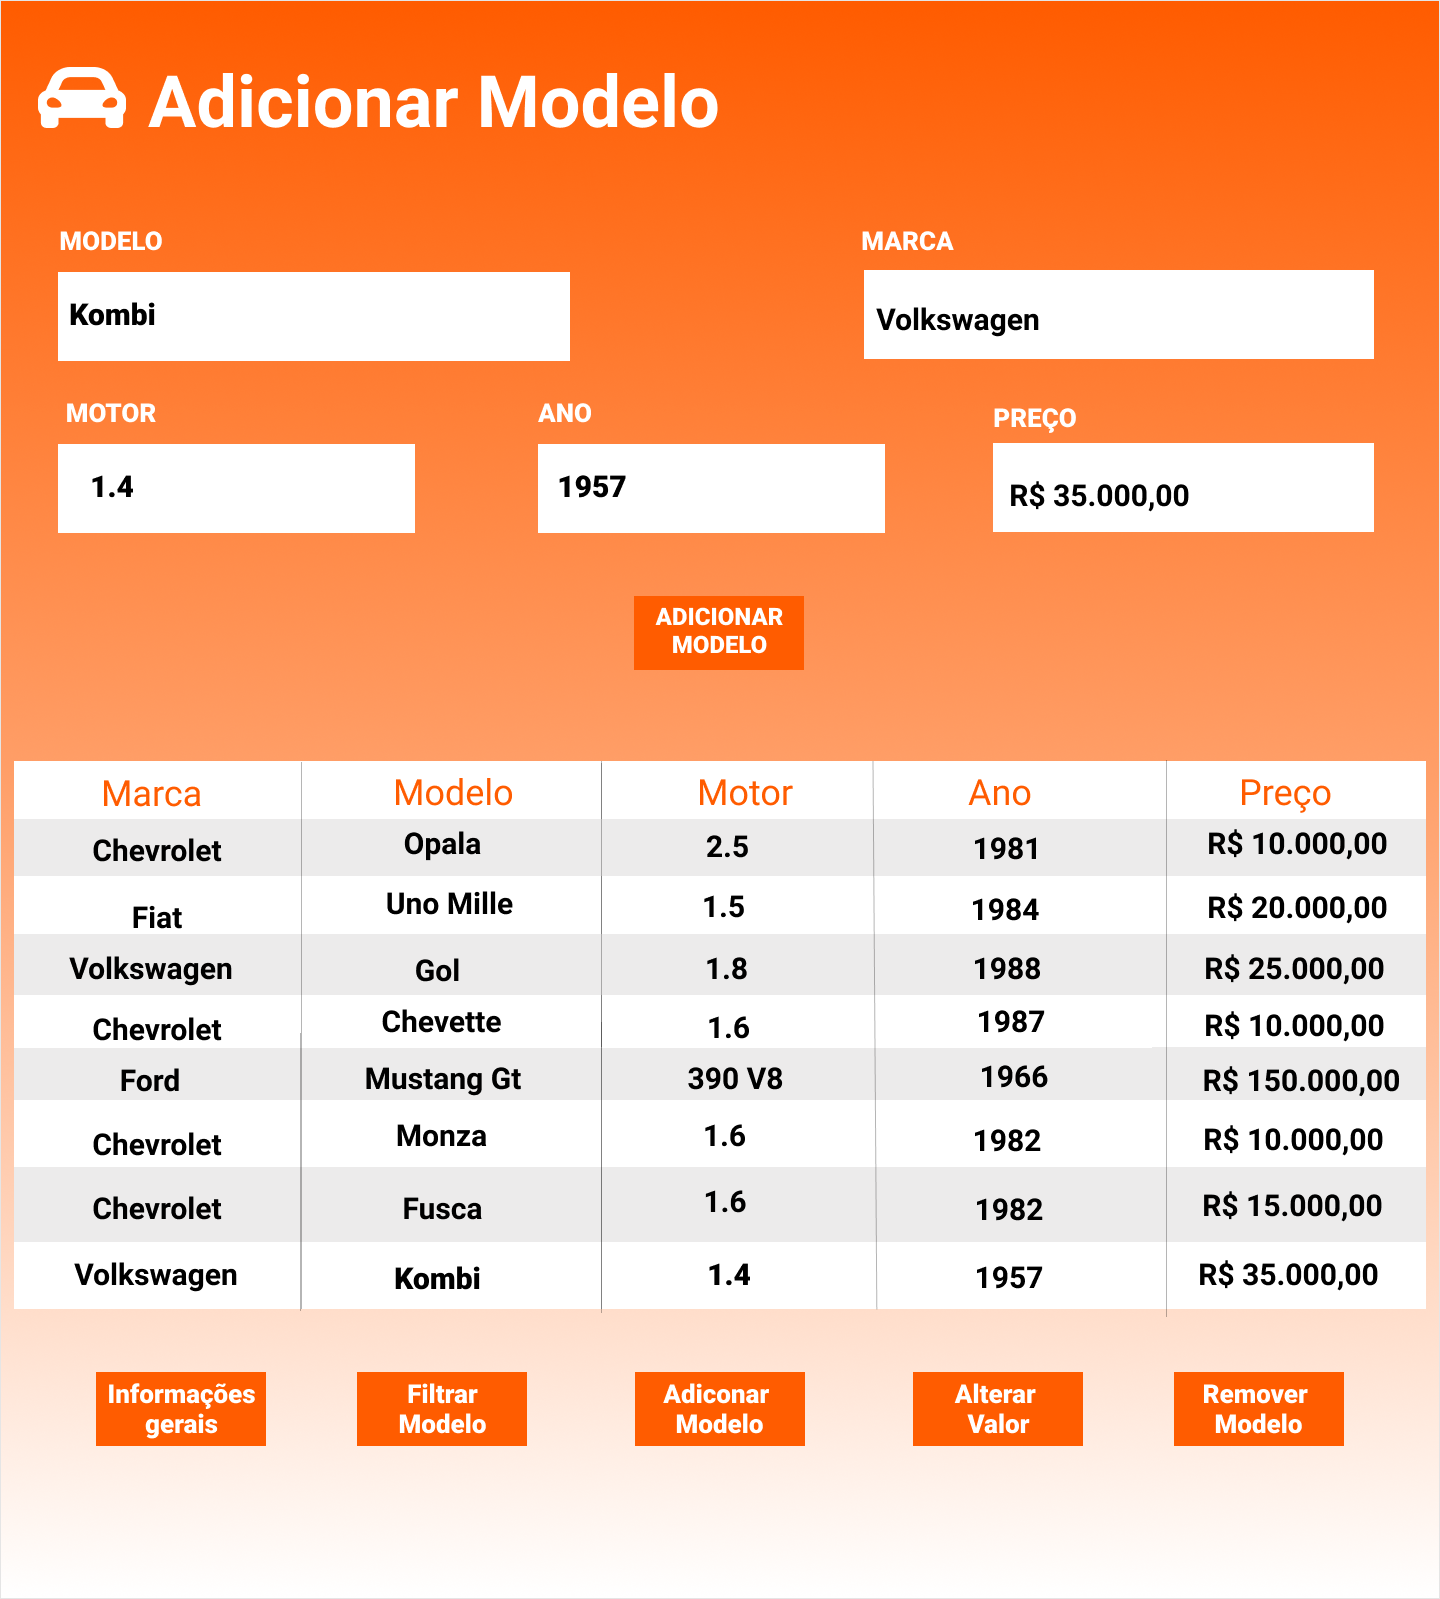 Adicionar Modelo
MODELO
MARCA
Kombi
Volkswagen
MOTOR
ANO
PREÇO
1.4
1957
R$ 35.000,00
ADICIONAR
MODELO
Marca Modelo Motor Ano Preço
Chevrolet Opala 2.5 1981 R$ 10.000,00
Fiat Uno Mille 1.5 1984 R$ 20.000,00
Volkswagen Gol 1.8 1988 R$ 25.000,00
Chevrolet Chevette 1.6 1987 R$ 10.000,00
Ford Mustang Gt 390 V8 1966 R$ 150.000,00
Chevrolet Monza 1.6 1982 R$ 10.000,00
Chevrolet Fusca 1.6 1982 R$ 15.000,00
Volkswagen Kombi 1.4 1957 R$ 35.000,00
Informações
gerais
Filtrar
Modelo
Adiconar
Modelo
Alterar
Valor
Remover
Modelo